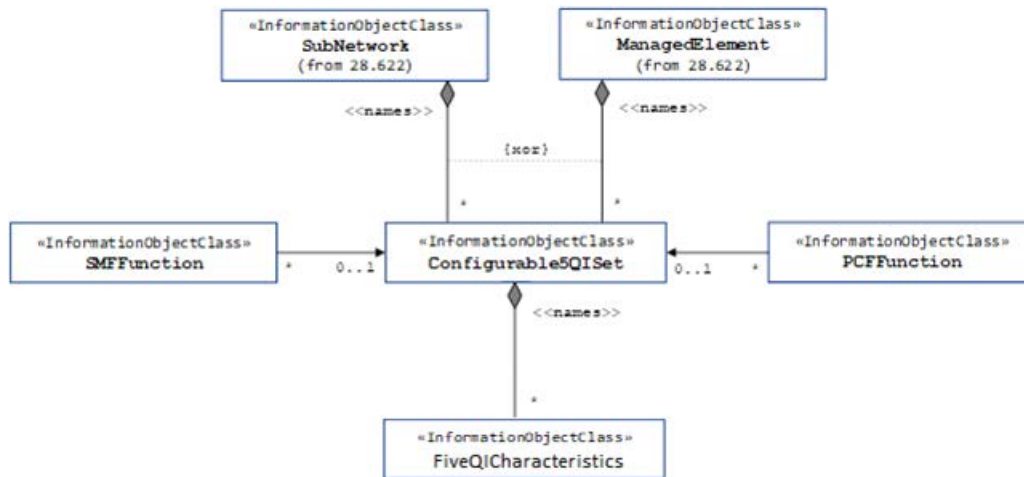 «InformationObjectClass»
SubNetwork
(from 28.622)
«InformationObjectClass»
ManagedElement
(from 28.622)
<<names>>
<<names>>
{xor}
*
*
«InformationObjectClass»
SMFFunction
*
0..1
«InformationObjectClass»
Configurable5QISet
0..1
*
«InformationObjectClass»
PCFFunction
<<names>>
*
«InformationObjectClass»
FiveQICharacteristics